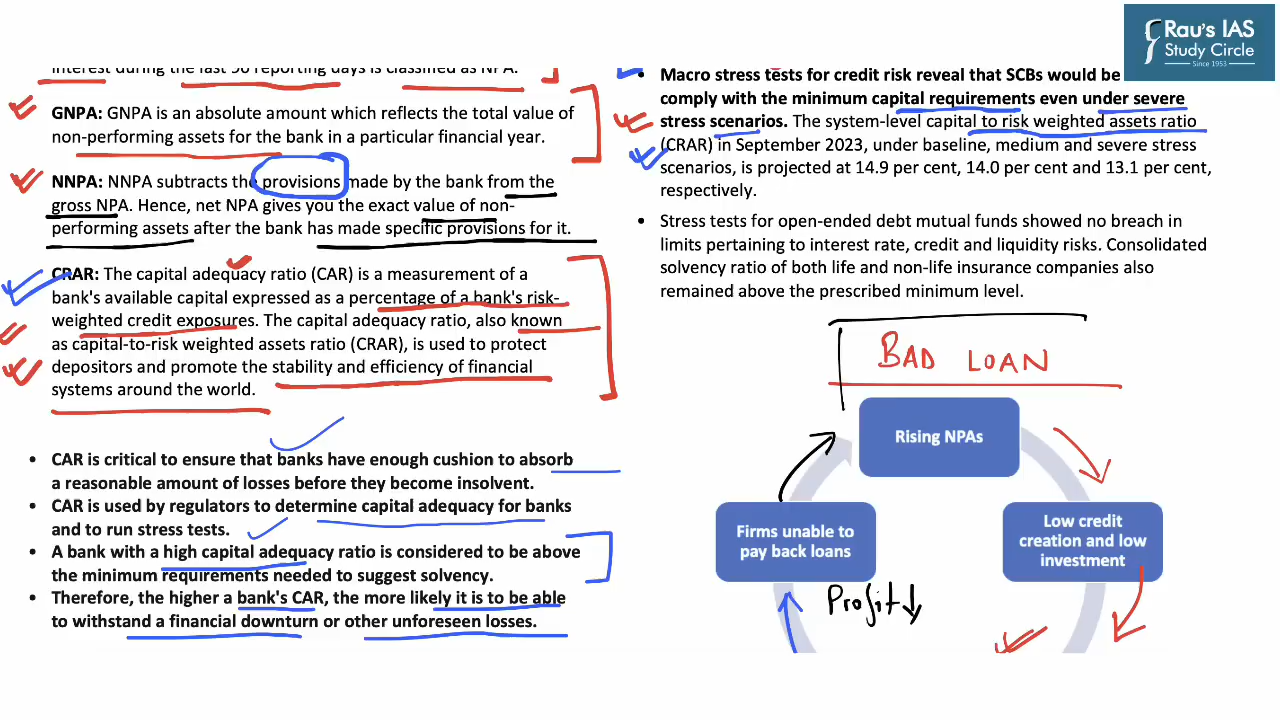 interest during the last 90 reporting days is classified as NPA.
GNPA: GNPA is an absolute amount which reflects the total value of
non-performing assets for the bank in a particular financial year.
NNPA: NNPA subtracts the provisions made by the bank from the
gross NPA. Hence, net NPA gives you the exact value of non-
performing assets after the bank has made specific provisions for it.
CRAR: The capital adequacy ratio (CAR) is a measurement of a
bank's available capital expressed as a percentage of a bank's risk-
weighted credit exposures. The capital adequacy ratio, also known
as capital-to-risk weighted assets ratio (CRAR), is used to protect
depositors and promote the stability and efficiency of financial
systems around the world.
• CAR is critical to ensure that banks have enough cushion to absorb
a reasonable amount of losses before they become insolvent.
• CAR is used by regulators to determine capital adequacy for banks
and to run stress tests.
• A bank with a high capital adequacy ratio is considered to be above
the minimum requirements needed to suggest solvency.
• Therefore, the higher a bank's CAR, the more likely it is to be able
to withstand a financial downturn or other unforeseen losses.
Rau's IAS
Study Circle
Since 1953
• Macro stress tests for credit risk reveal that SCBs would be
comply with the minimum capital requirements even under severe
stress scenarios. The system-level capital to risk weighted assets ratio
(CRAR) in September 2023, under baseline, medium and severe stress
scenarios, is projected at 14.9 per cent, 14.0 per cent and 13.1 per cent,
respectively.
• Stress tests for open-ended debt mutual funds showed no breach in
limits pertaining to interest rate, credit and liquidity risks. Consolidated
solvency ratio of both life and non-life insurance companies also
remained above the prescribed minimum level.
BAD LOAN
Rising NPAs
Low credit
creation and low
investment
Firms unable to
pay back loans
Profit↓